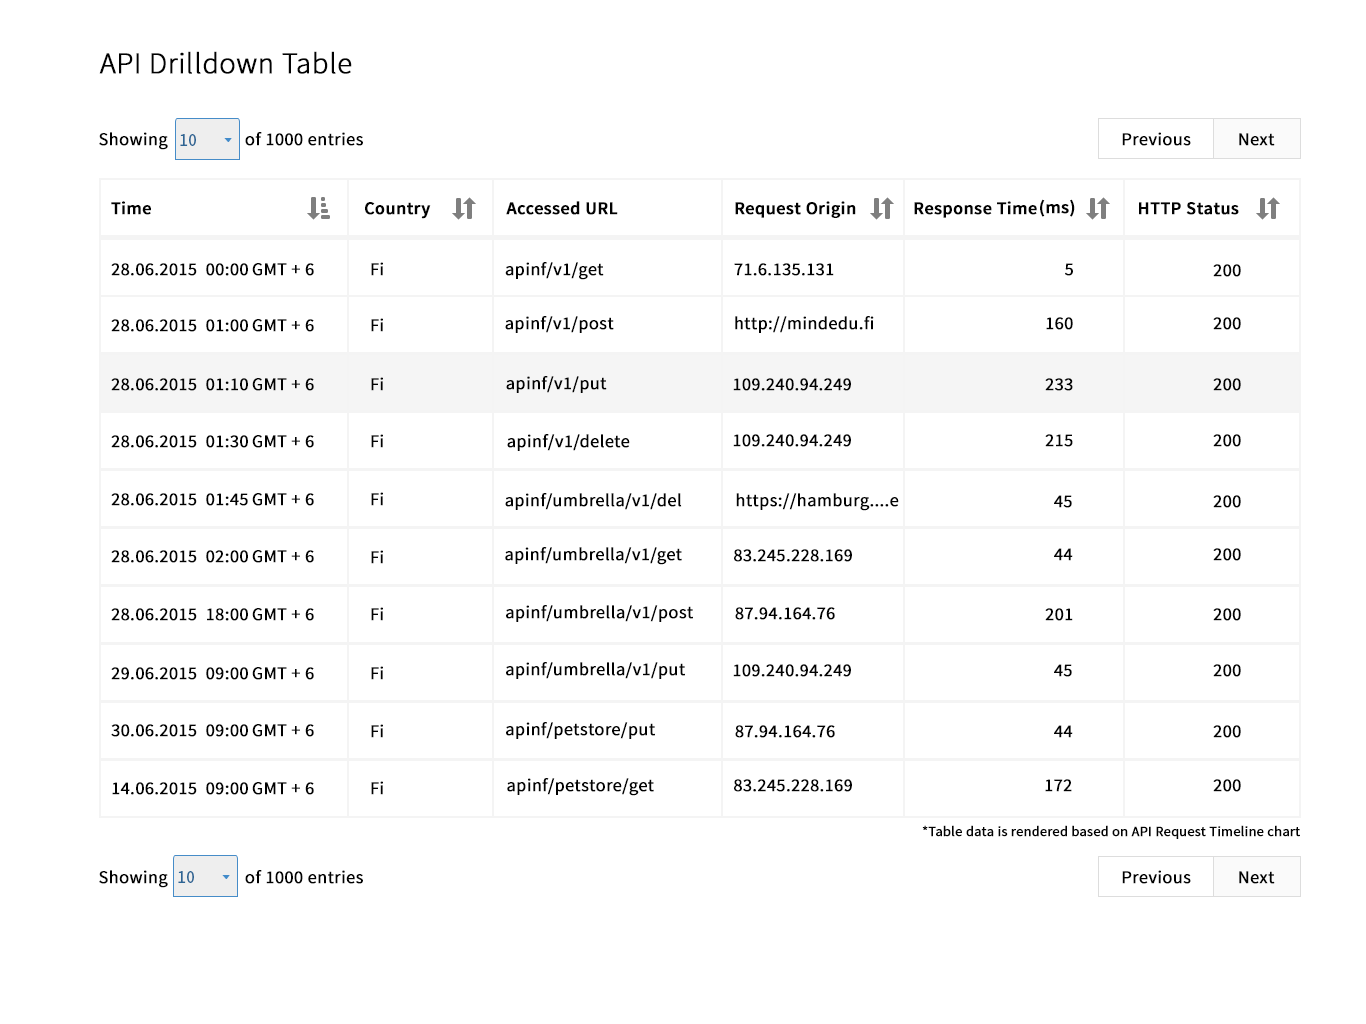 API Drilldown Table
Showing 10 of 1000 entries Previous Next
Time Country Accessed URL Request Origin Response Time(ms) HTTP Status
28.06.2015 00:00 GMT + 6 Fi apinf/v1/get 71.6.135.131 5 200
28.06.2015 01:00 GMT + 6 Fi apinf/v1/post http://mindedu.fi 160 200
28.06.2015 01:10 GMT + 6 Fi apinf/v1/put 109.240.94.249 233 200
28.06.2015 01:30 GMT + 6 Fi apinf/v1/delete 109.240.94.249 215 200
28.06.2015 01:45 GMT + 6 Fi apinf/umbrella/v1/del https://hamburg....e 45 200
28.06.2015 02:00 GMT + 6 Fi apinf/umbrella/v1/get 83.245.228.169 44 200
28.06.2015 18:00 GMT + 6 Fi apinf/umbrella/v1/post 87.94.164.76 201 200
29.06.2015 09:00 GMT + 6 Fi apinf/umbrella/v1/put 109.240.94.249 45 200
30.06.2015 09:00 GMT + 6 Fi apinf/petstore/put 87.94.164.76 44 200
14.06.2015 09:00 GMT + 6 Fi apinf/petstore/get 83.245.228.169 172 200
*Table data is rendered based on API Request Timeline chart
Showing 10 of 1000 entries Previous Next